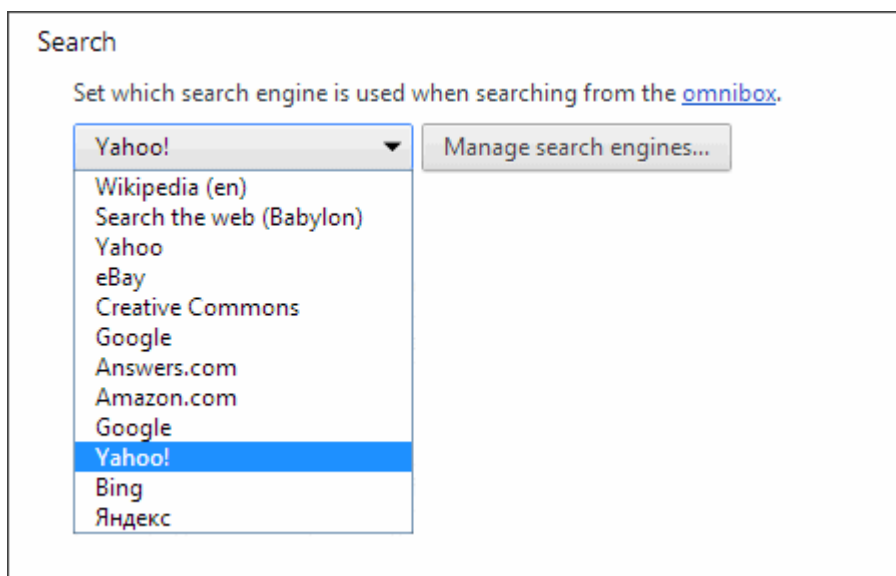 Search
Set which search engine is used when searching from the omnibox.
Yahoo! Manage search engines...
Wikipedia (en)
Search the web (Babylon)
Yahoo
eBay
Creative Commons
Google
Answers.com
Amazon.com
Google
Yahoo!
Bing
Яндекс